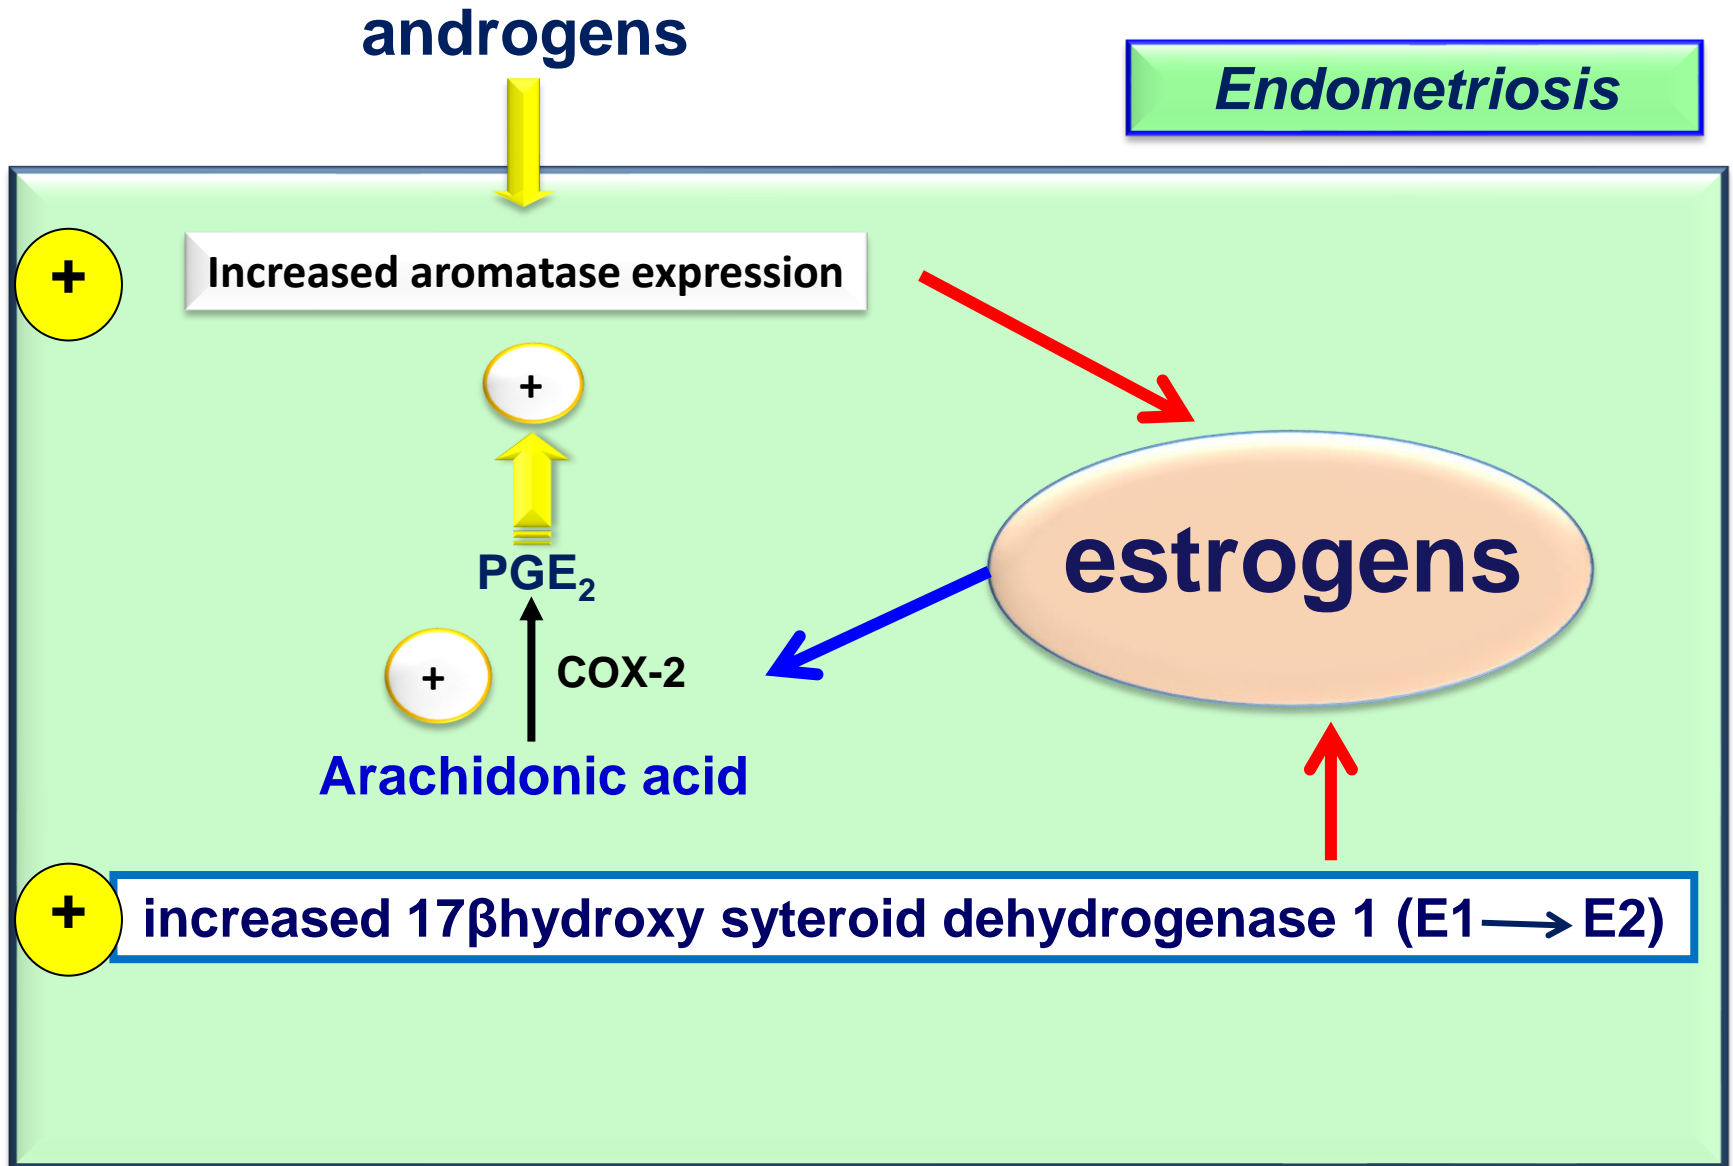 androgens
Endometriosis
+
Increased aromatase expression
+
estrogens
PGE₂
+
COX-2
Arachidonic acid
+
increased 17βhydroxy syteroid dehydrogenase 1 (E1 → E2)